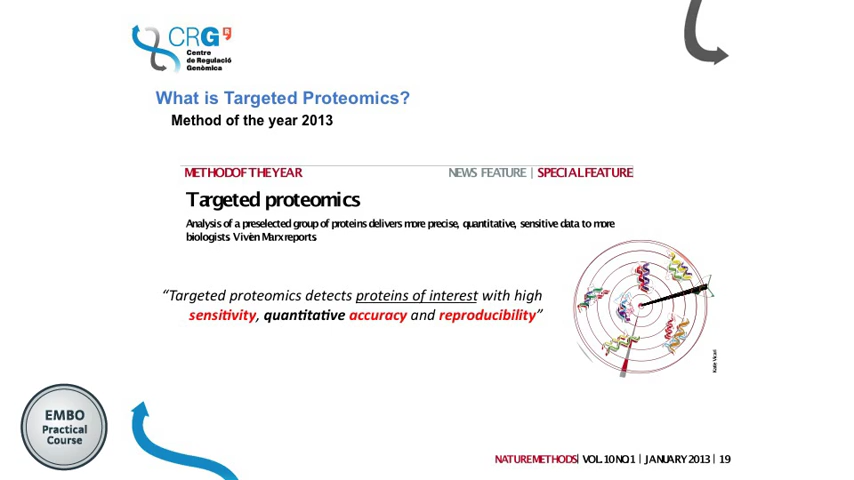 CRG
Centre
de Regulació
Genòmica
What is Targeted Proteomics?
Method of the year 2013
METHOD OF THE YEAR
NEWS FEATURE | SPECIAL FEATURE
Targeted proteomics
Analysis of a preselected group of proteins delivers more precise, quantitative, sensitive data to more
biologists. Vivien Marx reports.
“Targeted proteomics detects proteins of interest with high
sensitivity, quantitative accuracy and reproducibility”
Katie Vicari
EMBO
Practical
Course
NATURE METHODS | VOL.10 NO.1 | JANUARY 2013 | 19